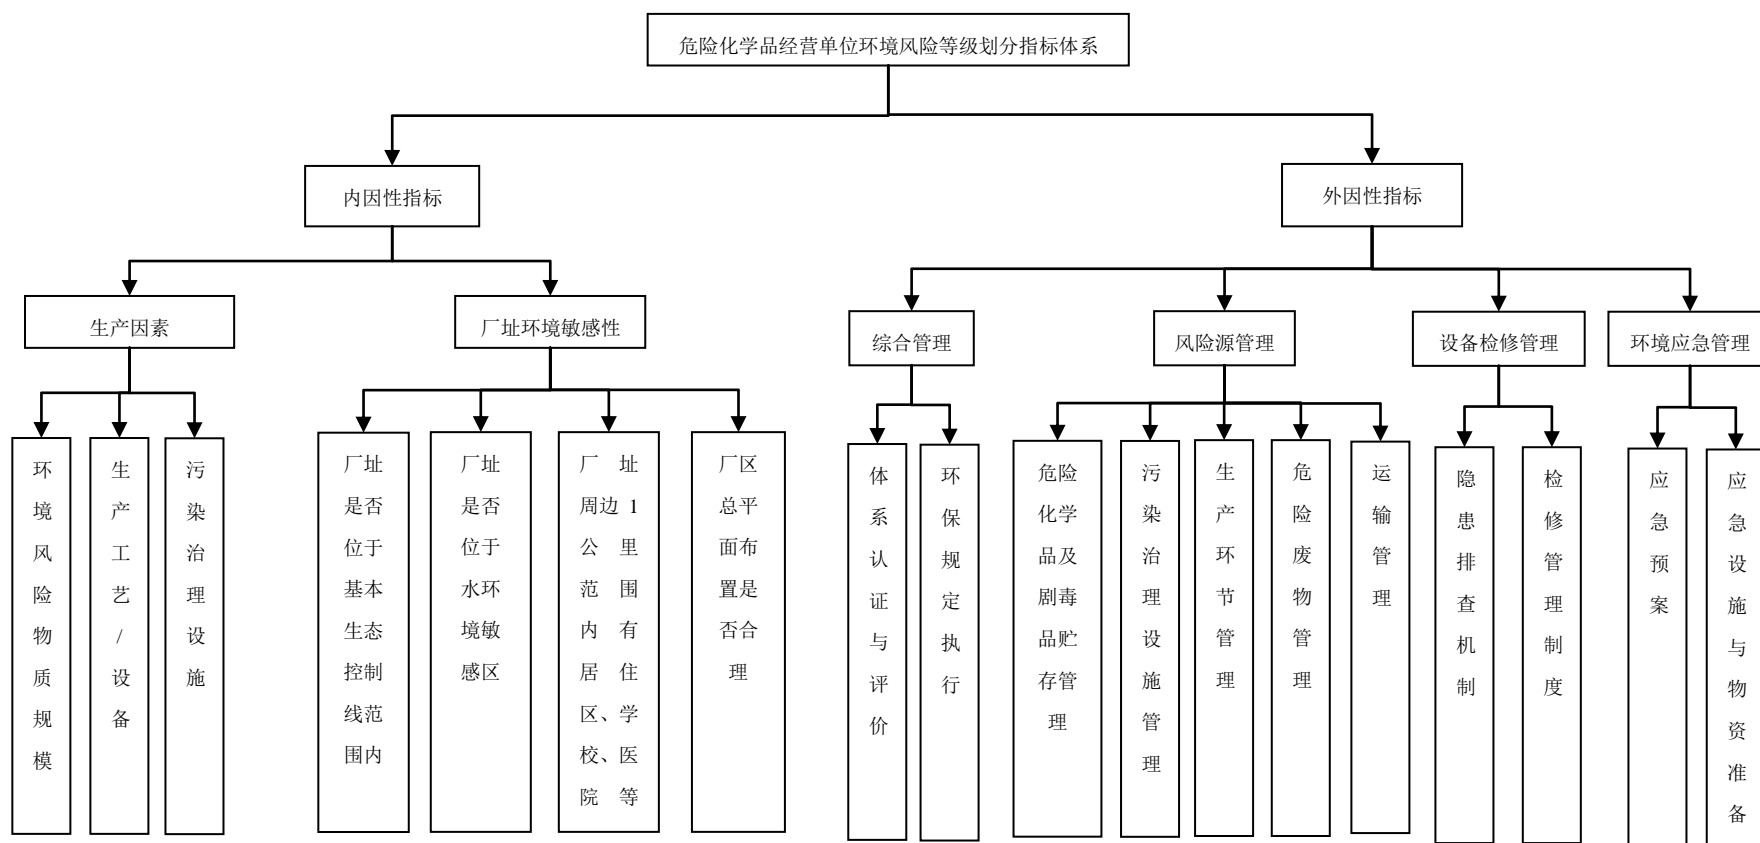 危险化学品经营单位环境风险等级划分指标体系
内因性指标
外因性指标
生产因素
厂址环境敏感性
综合管理
风险源管理
设备检修管理
环境应急管理
环境风险物质规模
生产工艺/设备
污染治理设施
厂址
是否
位于
基本
生态
控制
线范
围内
厂址
是否
位于
水环
境敏
感区
厂址
周边 1
公里
范围
内有
居住
区、学
校、医
院等
厂区
总平
面布
置是
否合
理
体系认证与评价
环保规定执行
危险
化学
品及
剧毒
品贮
存管
理
污染治理设施管理
生产环节管理
危险废物管理
运输管理
隐患排查机制
检修管理制度
应急预案
应急设施与物资准备